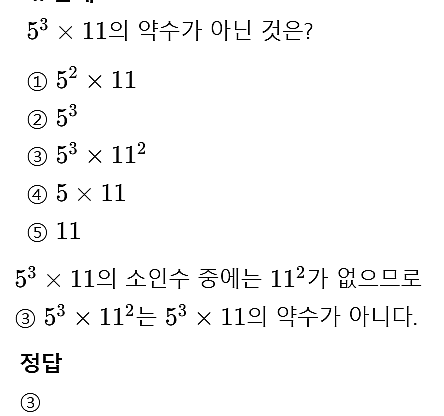 5³ × 11의 약수가 아닌 것은?
① 5² × 11
② 5³
③ 5³ × 11²
④ 5 × 11
⑤ 11
5³ × 11의 소인수 중에는 11²가 없으므로
③ 5³ × 11²는 5³ × 11의 약수가 아니다.
정답
③